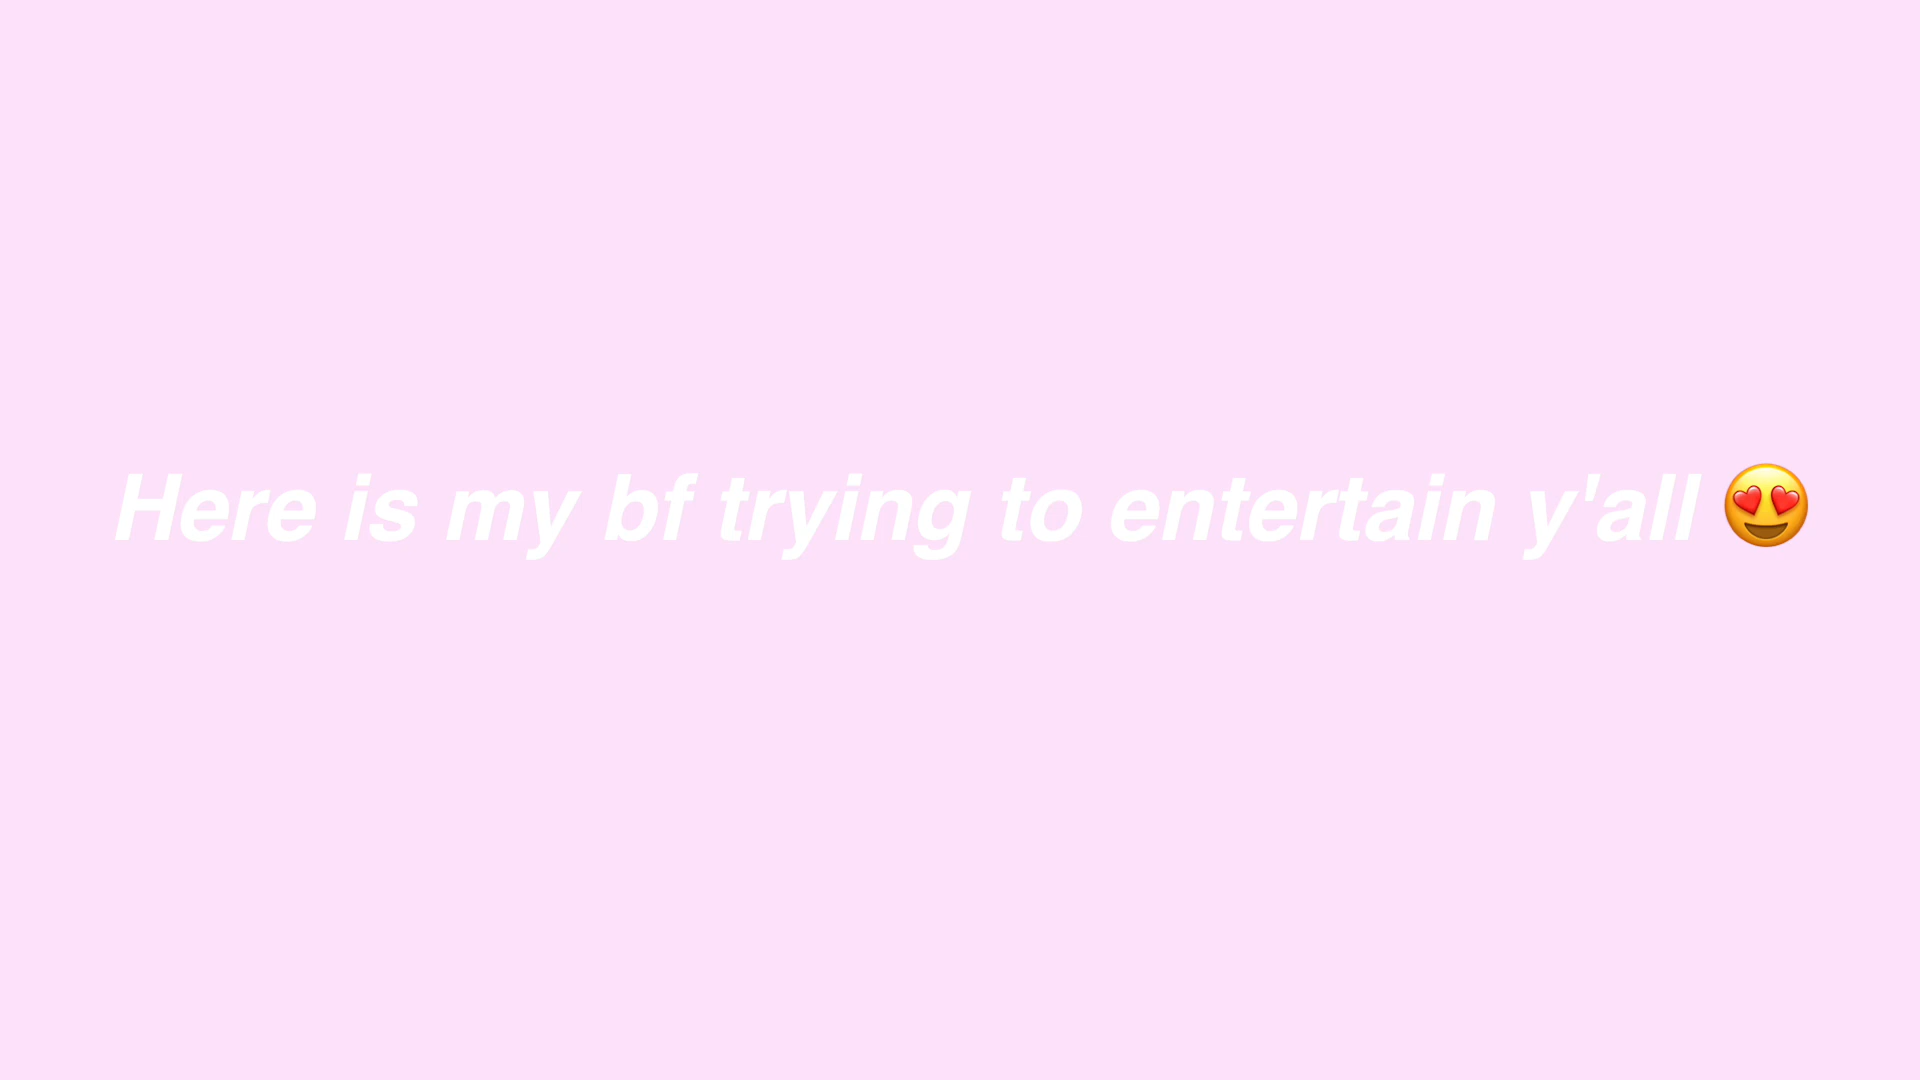 Here is my bf trying to entertain y'all 😍